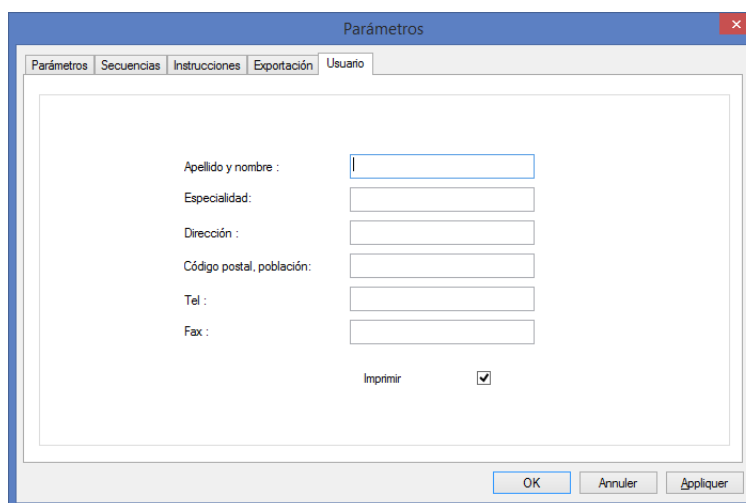 Parámetros
Parámetros Secuencias Instrucciones Exportación Usuario
Apellido y nombre :
Especialidad:
Dirección :
Código postal, población:
Tel :
Fax :
Imprimir
OK Annuler Appliquer